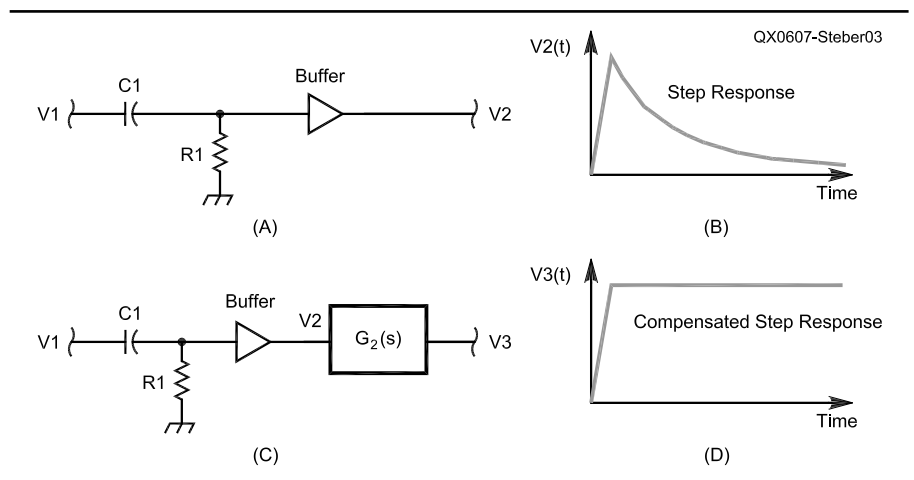 QX0607-Steber03
C1
Buffer
V1
V2
R1
(A)
V2(t)
Step Response
Time
(B)
C1
Buffer
V1
V2
G2(s)
V3
R1
(C)
V3(t)
Compensated Step Response
Time
(D)